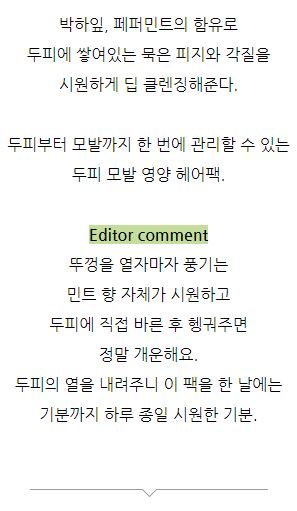 박하잎, 페퍼민트의 함유로
두피에 쌓여있는 묵은 피지와 각질을
시원하게 딥 클렌징해준다.
두피부터 모발까지 한 번에 관리할 수 있는
두피 모발 영양 헤어팩.
Editor comment
뚜껑을 열자마자 풍기는
민트 향 자체가 시원하고
두피에 직접 바른 후 헹궈주면
정말 개운해요.
두피의 열을 내려주니 이 팩을 한 날에는
기분까지 하루 종일 시원한 기분.